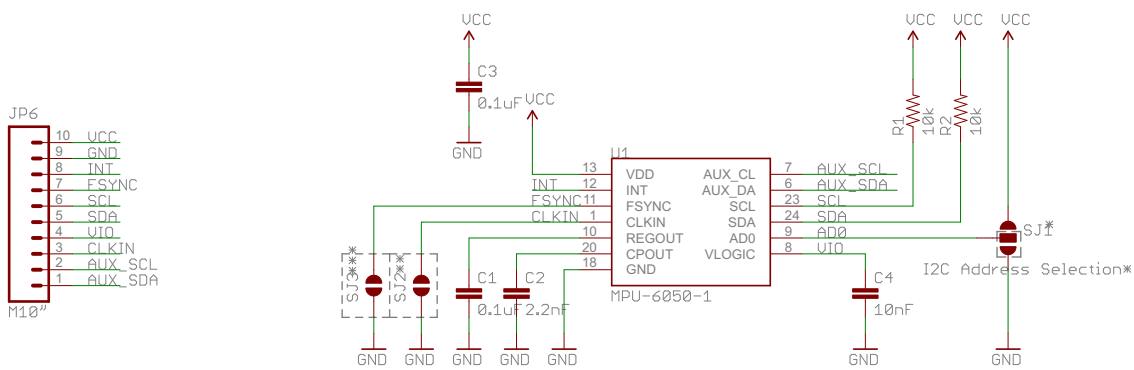 JP6
10 VCC
9 GND
8 INT
7 FSYNC
6 SCL
5 SDA
4 VIO
3 CLKIN
2 AUX_SCL
1 AUX_SDA
M10"
VCC
C3
0.1uF
GND
VCC
U1
INT
FSYNC
CLKIN
13 VDD
12 INT
11 FSYNC
1 CLKIN
10 REGOUT
20 CPOUT
18 GND
AUX_CL 7 AUX_SCL
AUX_DA 6 AUX_SDA
SCL 23 SCL
SDA 24 SDA
AD0 9 AD0
VLOGIC 8 VIO
MPU-6050-1
SJ3***
SJ2**
C1
0.1uF
C2
2.2nF
GND
GND
GND
GND
GND
C4
10nF
GND
VCC
VCC
VCC
R1
10k
R2
10k
SJ1*
I2C Address Selection*
GND